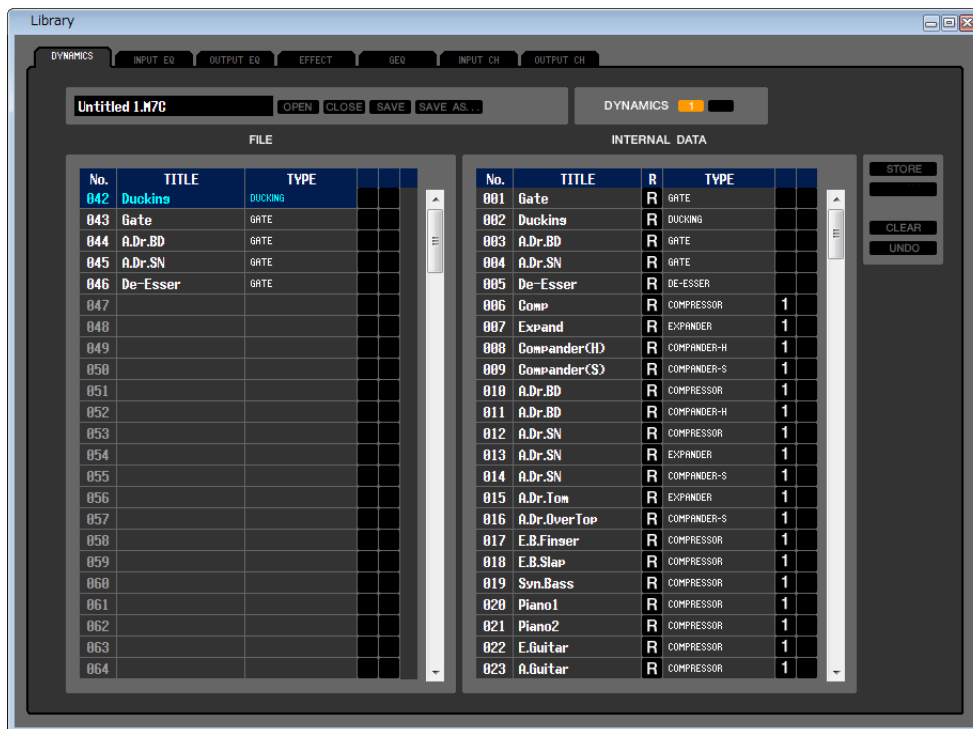 Library
DYNAMICS INPUT EQ OUTPUT EQ EFFECT GEQ INPUT CH OUTPUT CH
Untitled 1.M7C OPEN CLOSE SAVE SAVE AS... DYNAMICS 1
FILE INTERNAL DATA
No. TITLE TYPE No. TITLE R TYPE STORE
042 Ducking DUCKING 001 Gate R GATE
043 Gate GATE 002 Ducking R DUCKING CLEAR
044 A.Dr.BD GATE 003 A.Dr.BD R GATE UNDO
045 A.Dr.SN GATE 004 A.Dr.SN R GATE
046 De-Esser GATE 005 De-Esser R DE-ESSER
047 006 Comp R COMPRESSOR 1
048 007 Expand R EXPANDER 1
049 008 Compander(H) R COMPANDER-H 1
050 009 Compander(S) R COMPANDER-S 1
051 010 A.Dr.BD R COMPRESSOR 1
052 011 A.Dr.BD R COMPANDER-H 1
053 012 A.Dr.SN R COMPRESSOR 1
054 013 A.Dr.SN R EXPANDER 1
055 014 A.Dr.SN R COMPANDER-S 1
056 015 A.Dr.Tom R EXPANDER 1
057 016 A.Dr.OverTop R COMPANDER-S 1
058 017 E.B.Finger R COMPRESSOR 1
059 018 E.B.Slap R COMPRESSOR 1
060 019 Syn.Bass R COMPRESSOR 1
061 020 Piano1 R COMPRESSOR 1
062 021 Piano2 R COMPRESSOR 1
063 022 E.Guitar R COMPRESSOR 1
064 023 A.Guitar R COMPRESSOR 1